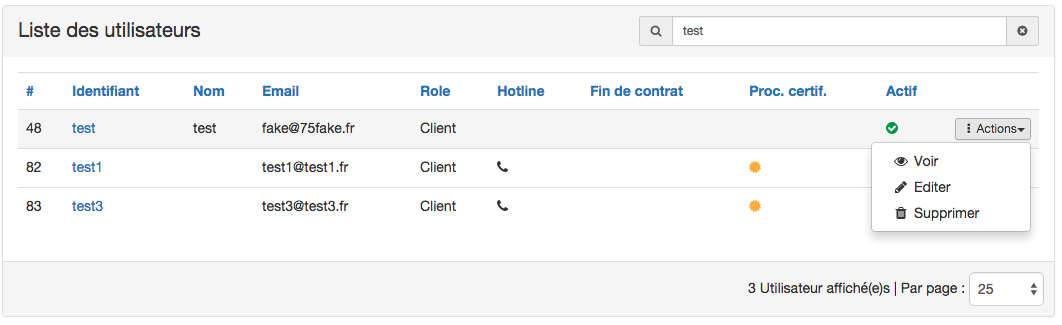 Liste des utilisateurs
test
# Identifiant Nom Email Role Hotline Fin de contrat Proc. certif. Actif
48 test test fake@75fake.fr Client Actions
82 test1 test1@test1.fr Client
83 test3 test3@test3.fr Client
Voir
Editer
Supprimer
3 Utilisateur affiché(e)s | Par page : 25